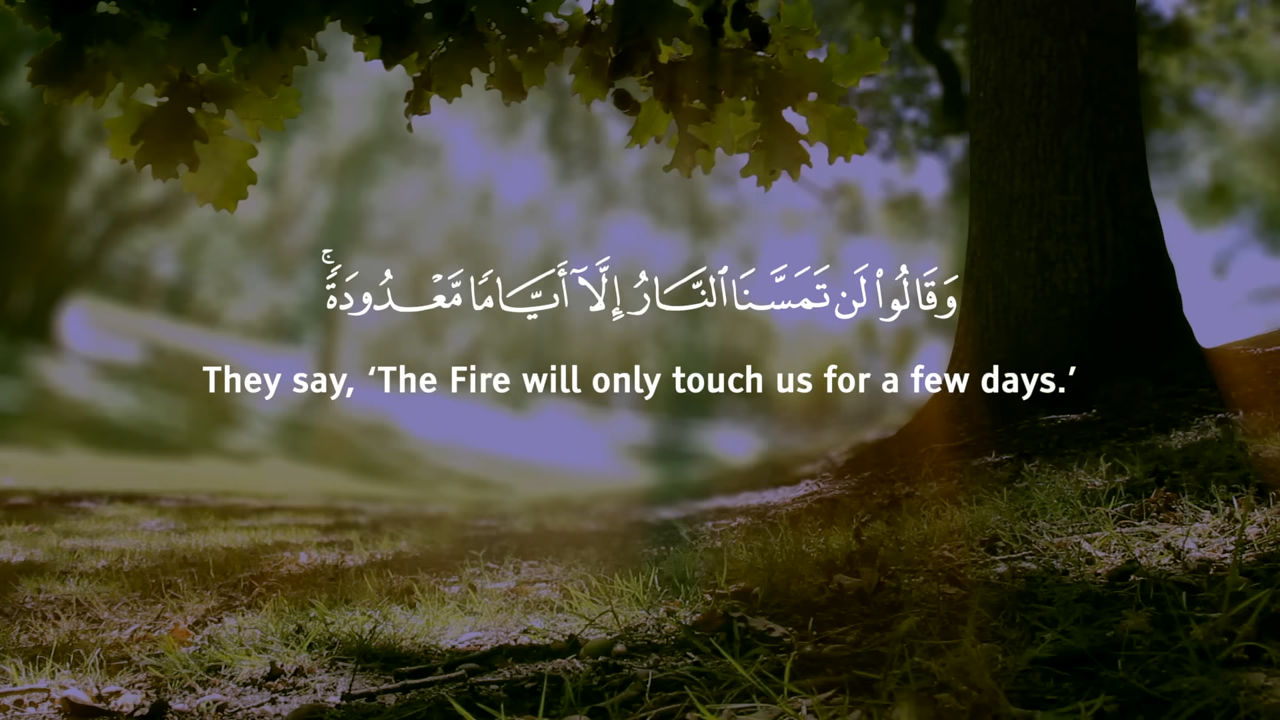 وَقَالُوا۟ لَن تَمَسَّنَا ٱلنَّارُ إِلَّآ أَيَّامًا مَّعْدُودَةً ۚ
They say, ‘The Fire will only touch us for a few days.’